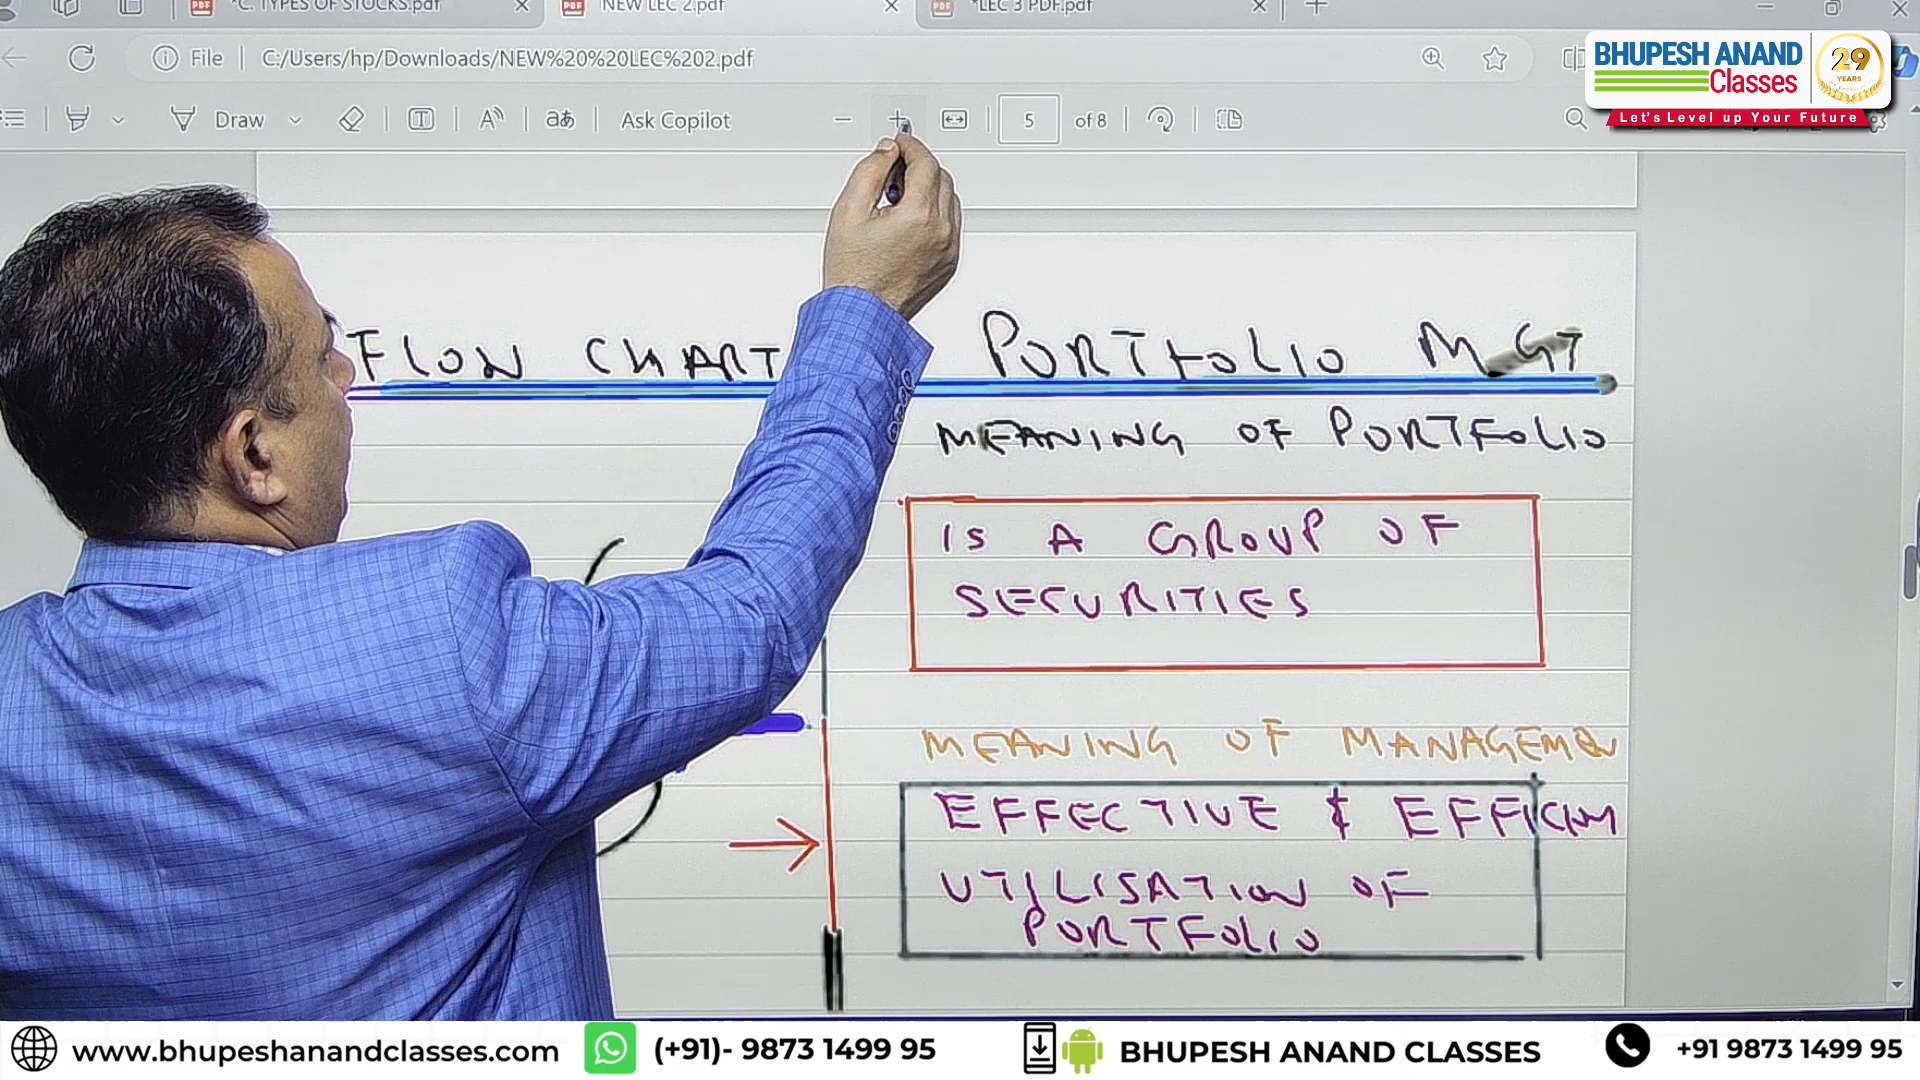 *C. TYPES OF STOCKS.pdf
NEW LEC 2.pdf
*LEC 3 PDF.pdf
File
C:/Users/hp/Downloads/NEW%20%20LEC%202.pdf
BHUPESH ANAND
Classes
29
YEARS
Let's Level up Your Future
Draw
Ask Copilot
5
of 8
FLOW CHART PORTFOLIO MGT
MEANING OF PORTFOLIO
IS A GROUP OF
SECURITIES
MEANING OF MANAGEMEN
EFFECTIVE &
UTILISATION OF
PORTFOLIO
www.bhupeshanandclasses.com
(+91)- 9873 1499 95
BHUPESH ANAND CLASSES
+91 9873 1499 95